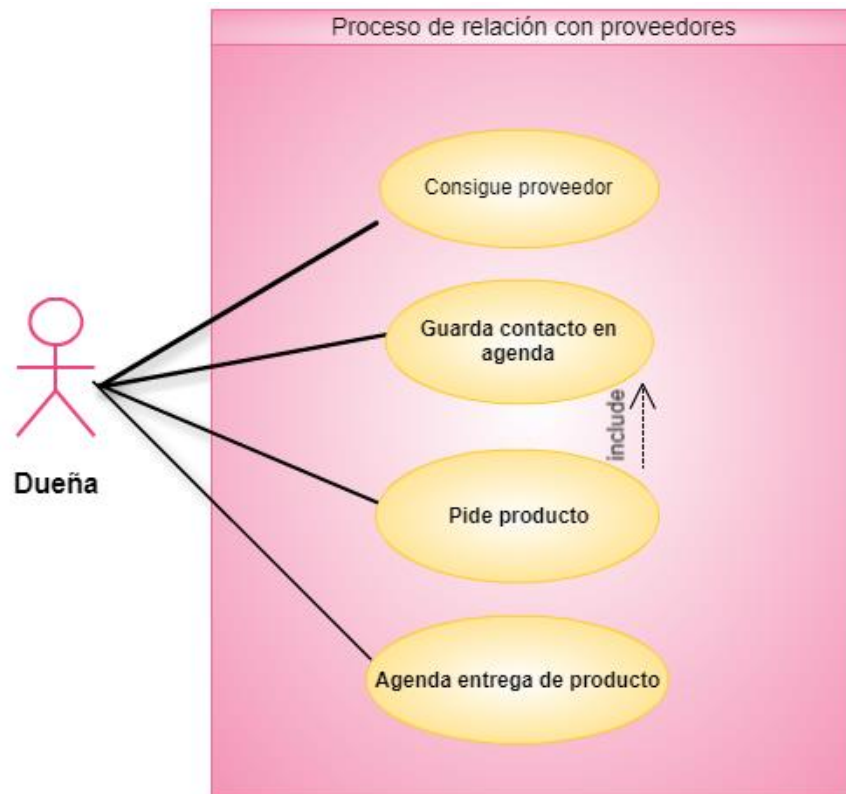 Proceso de relación con proveedores
Consigue proveedor
Guarda contacto en
agenda
include
Pide producto
Agenda entrega de producto
Dueña